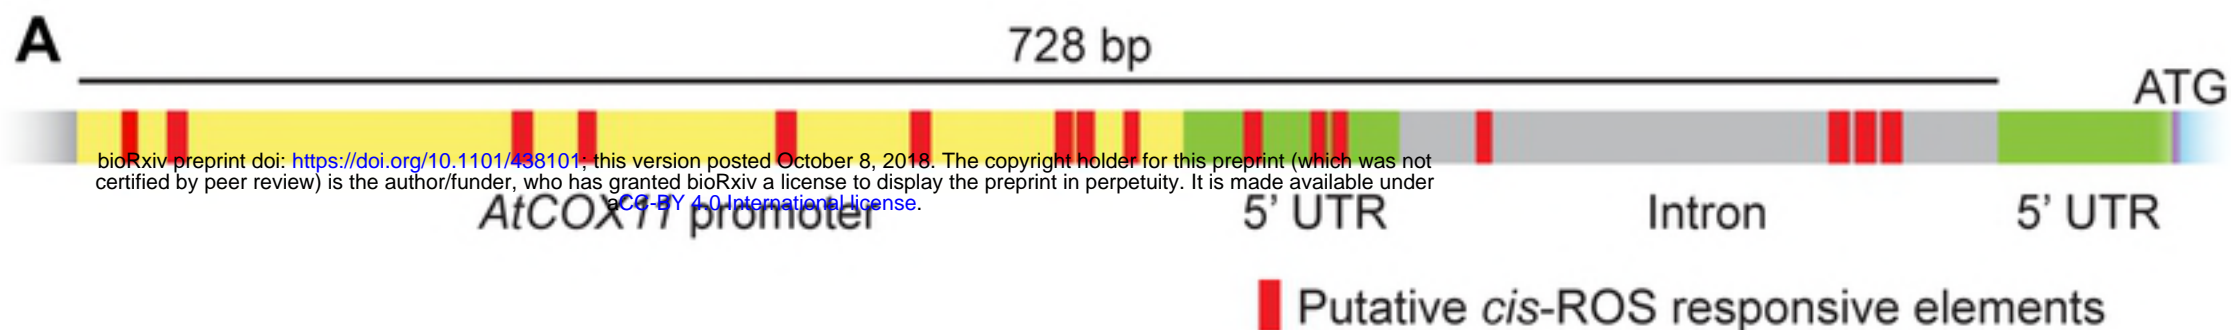 A
728 bp
ATG
bioRxiv preprint doi: https://doi.org/10.1101/438101; this version posted October 8, 2018. The copyright holder for this preprint (which was not
certified by peer review) is the author/funder, who has granted bioRxiv a license to display the preprint in perpetuity. It is made available under
aCC-BY 4.0 International license.
AtCOX11 promoter 5’ UTR Intron 5’ UTR
Putative cis-ROS responsive elements